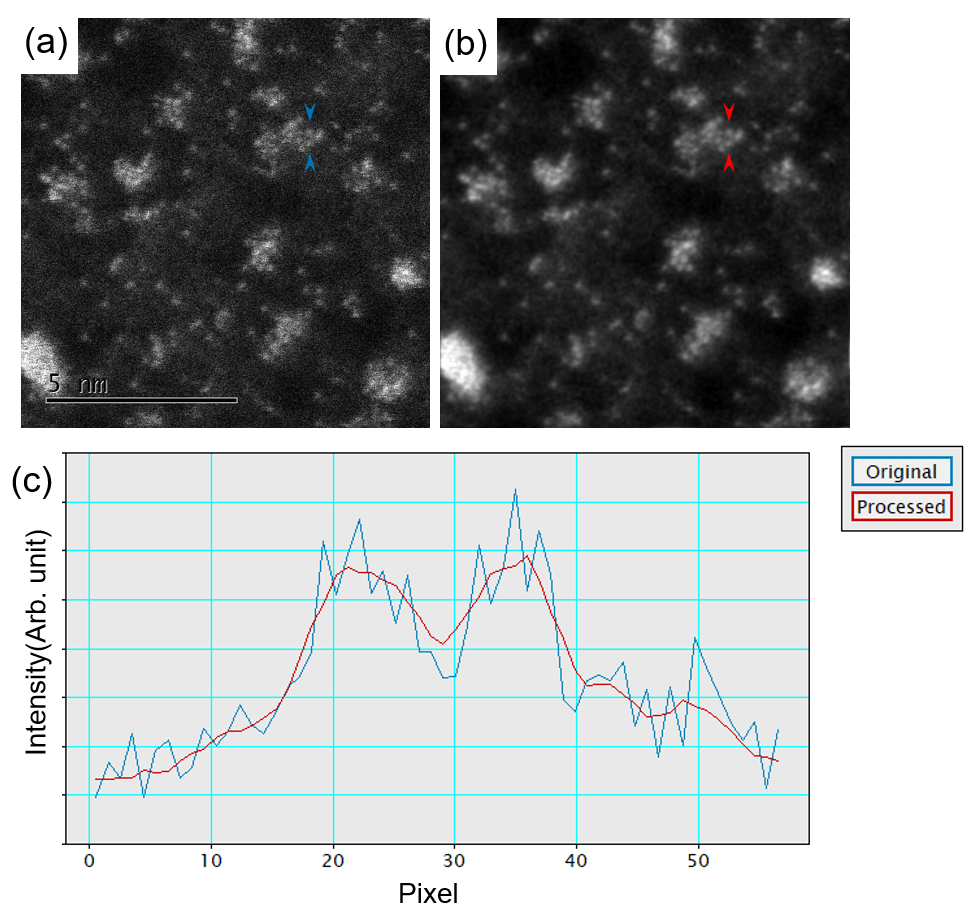 (a)
(b)
5 nm
(c)
Original
Processed
Intensity(Arb. unit)
0 10 20 30 40 50
Pixel